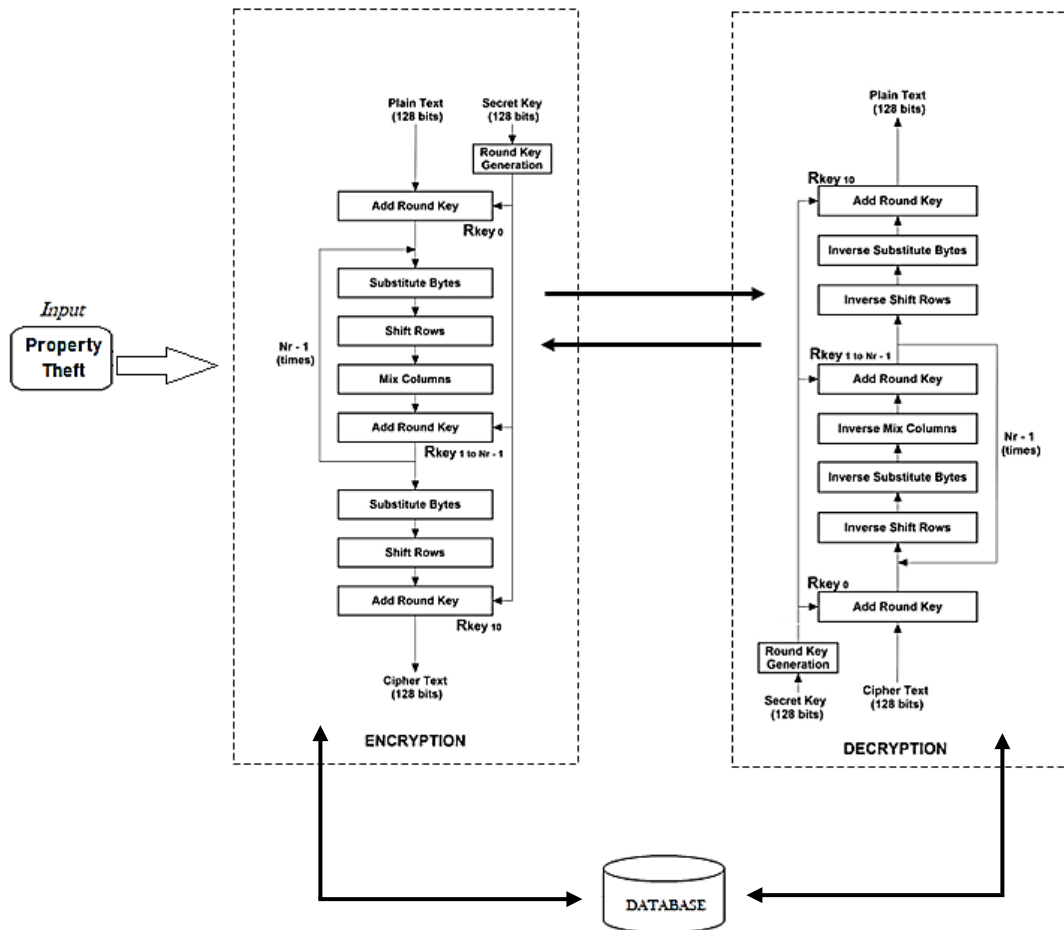 Input
Property
Theft
Plain Text
(128 bits)
Secret Key
(128 bits)
Round Key
Generation
Add Round Key
Rkey 0
Substitute Bytes
Shift Rows
Nr - 1
(times)
Mix Columns
Add Round Key
Rkey 1 to Nr - 1
Substitute Bytes
Shift Rows
Add Round Key
Rkey 10
Cipher Text
(128 bits)
ENCRYPTION
Plain Text
(128 bits)
Rkey 10
Add Round Key
Inverse Substitute Bytes
Inverse Shift Rows
Rkey 1 to Nr - 1
Add Round Key
Inverse Mix Columns
Nr - 1
(times)
Inverse Substitute Bytes
Inverse Shift Rows
Rkey 0
Add Round Key
Round Key
Generation
Secret Key
(128 bits)
Cipher Text
(128 bits)
DECRYPTION
DATABASE